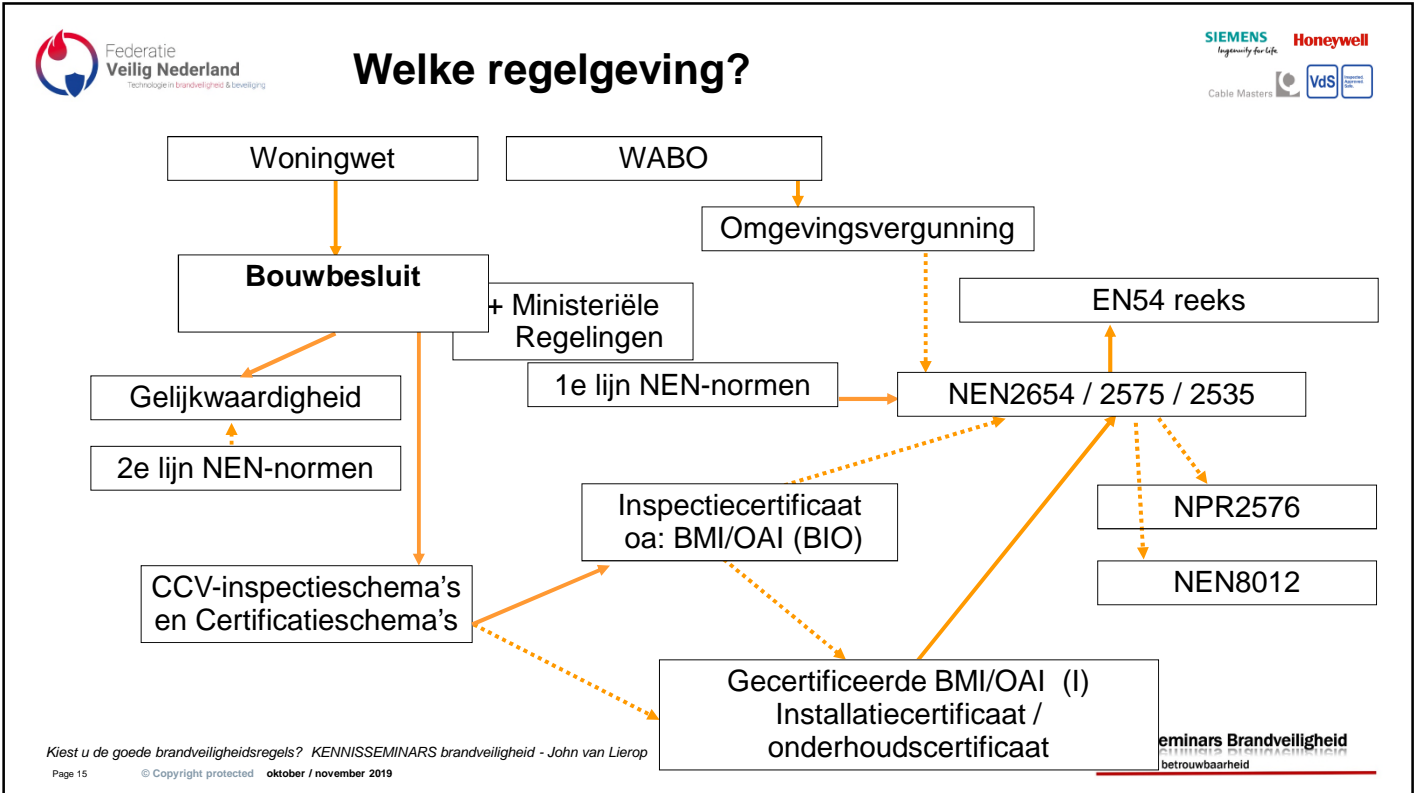 Federatie
Veilig Nederland
Technologie in brandveiligheid & beveiliging
Welke regelgeving?
SIEMENS
Ingenuity for life
Honeywell
Cable Masters
VdS
Inspected.
Approved.
Safe.
Woningwet
WABO
Omgevingsvergunning
Bouwbesluit
+ Ministeriële
Regelingen
EN54 reeks
1e lijn NEN-normen
NEN2654 / 2575 / 2535
Gelijkwaardigheid
2e lijn NEN-normen
Inspectiecertificaat
oa: BMI/OAI (BIO)
NPR2576
NEN8012
CCV-inspectieschema’s
en Certificatieschema’s
Gecertificeerde BMI/OAI (I)
Installatiecertificaat /
onderhoudscertificaat
Kiest u de goede brandveiligheidsregels? KENNISSEMINARS brandveiligheid - John van Lierop
eminars Brandveiligheid
betrouwbaarheid
Page 15 © Copyright protected oktober / november 2019